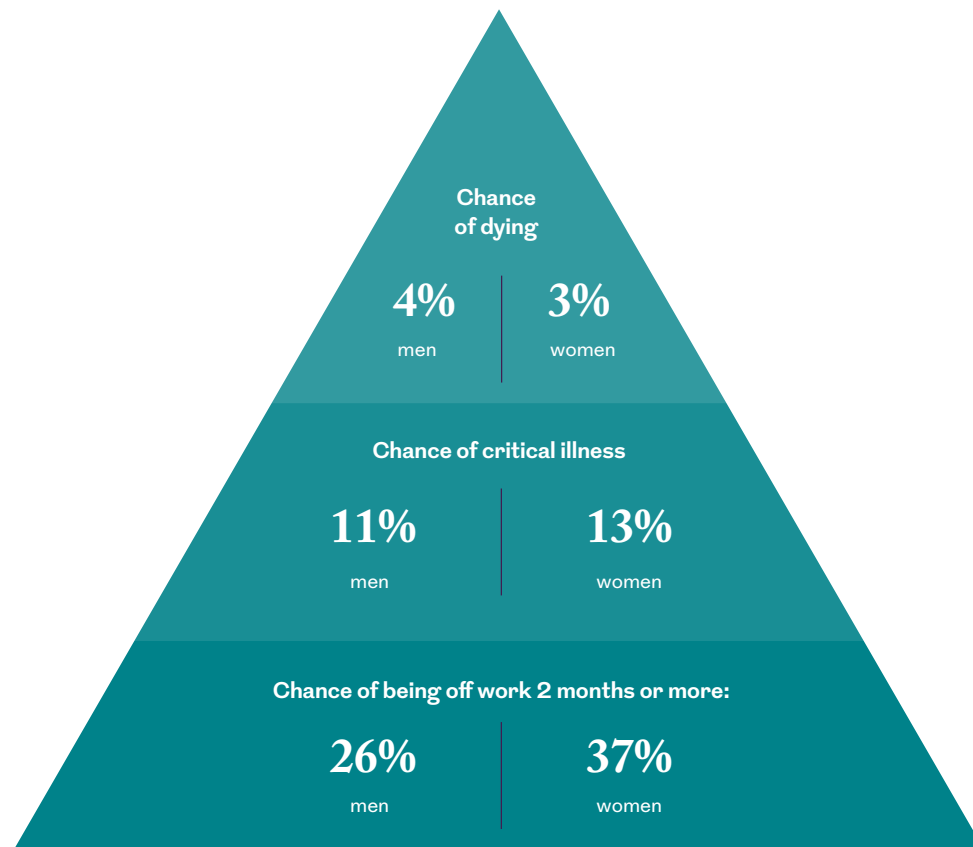 Chance
of dying
4% 3%
men women
Chance of critical illness
11% 13%
men women
Chance of being off work 2 months or more:
26% 37%
men women